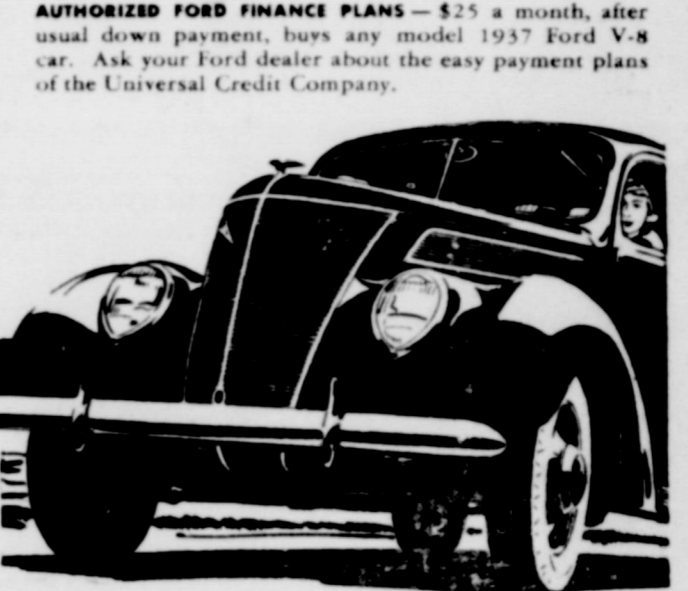 AUTHORIZED FORD FINANCE PLANS — $25 a month, after
usual down payment, buys any model 1937 Ford V-8
car. Ask your Ford dealer about the easy payment plans
of the Universal Credit Company.